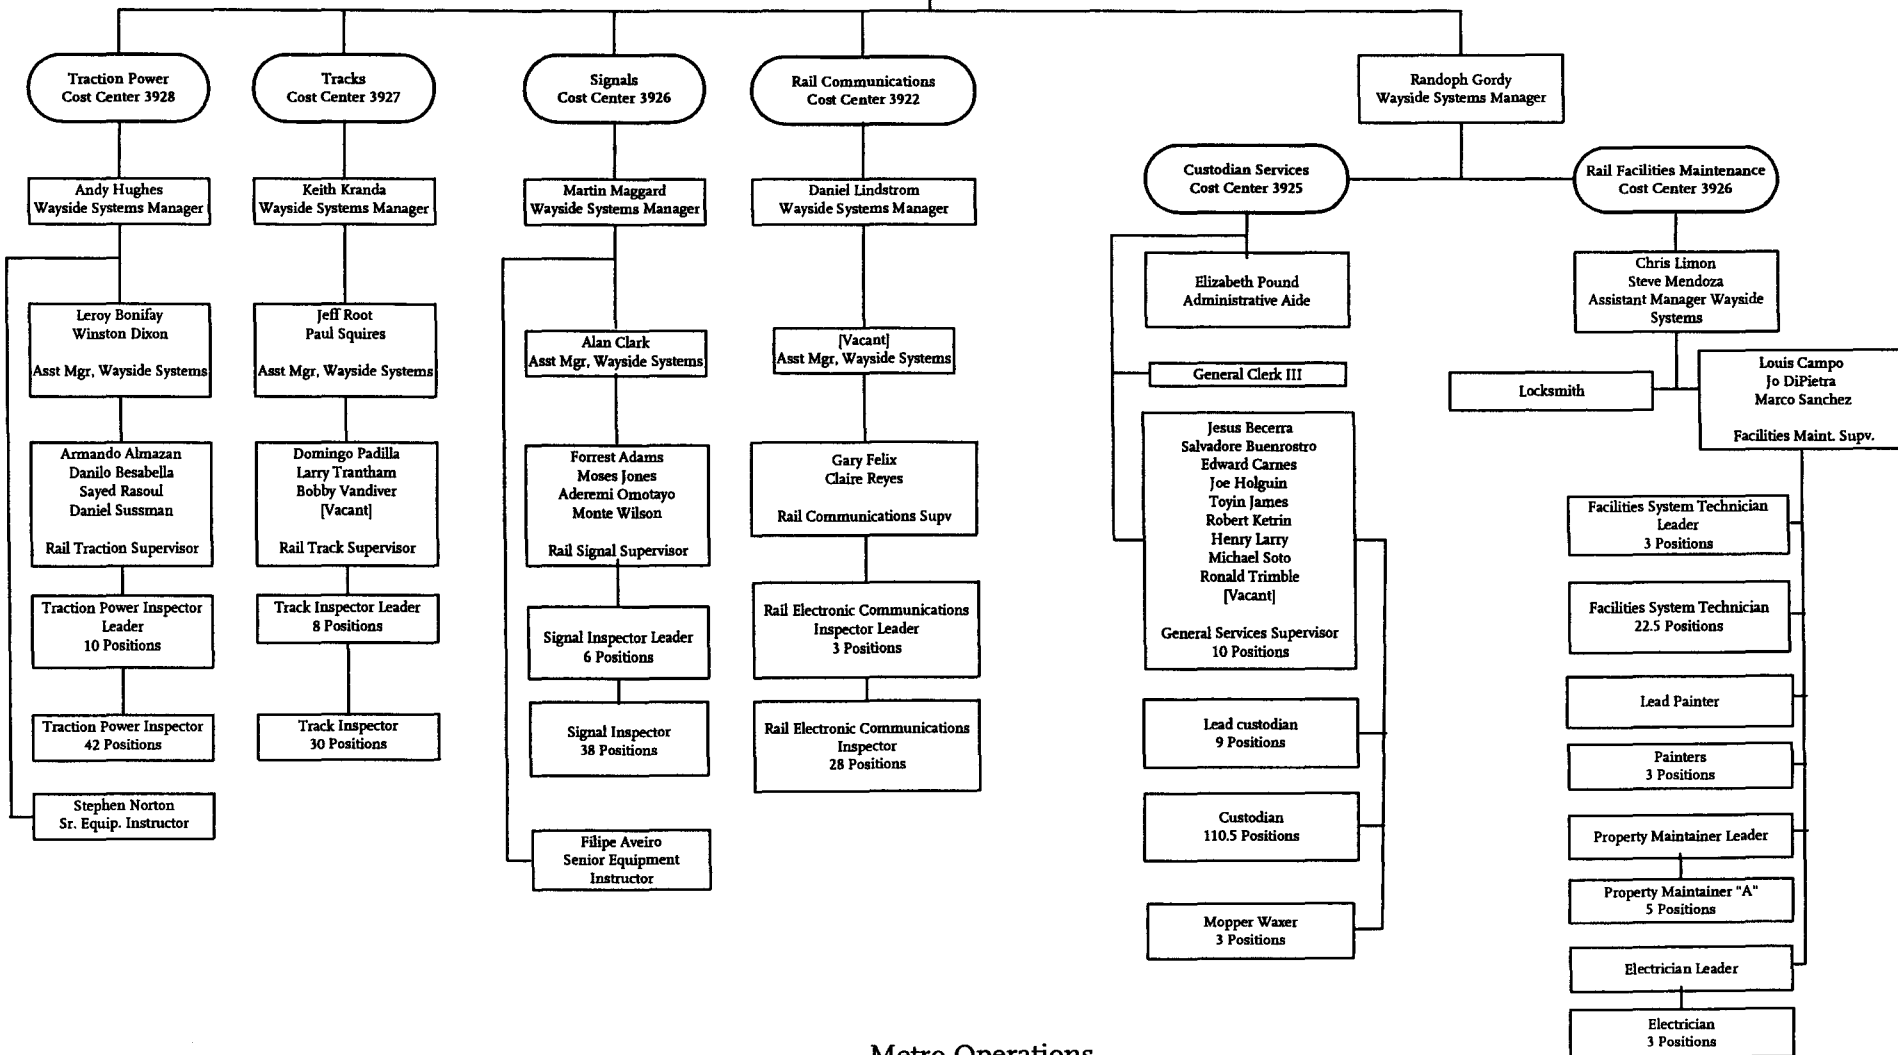 Traction Power
Cost Center 3928
Tracks
Cost Center 3927
Signals
Cost Center 3926
Rail Communications
Cost Center 3922
Randoph Gordy
Wayside Systems Manager
Custodian Services
Cost Center 3925
Rail Facilities Maintenance
Cost Center 3926
Andy Hughes
Wayside Systems Manager
Keith Kranda
Wayside Systems Manager
Martin Maggard
Wayside Systems Manager
Daniel Lindstrom
Wayside Systems Manager
Leroy Bonifay
Winston Dixon
Asst Mgr, Wayside Systems
Jeff Root
Paul Squires
Asst Mgr, Wayside Systems
Alan Clark
Asst Mgr, Wayside Systems
[Vacant]
Asst Mgr, Wayside Systems
Elizabeth Pound
Administrative Aide
Chris Limon
Steve Mendoza
Assistant Manager Wayside
Systems
General Clerk III
Locksmith
Louis Campo
Jo DiPietra
Marco Sanchez
Facilities Maint. Supv.
Armando Almazan
Danilo Besabella
Sayed Rasoul
Daniel Sussman
Rail Traction Supervisor
Domingo Padilla
Larry Trantham
Bobby Vandiver
[Vacant]
Rail Track Supervisor
Forrest Adams
Moses Jones
Aderemi Omotayo
Monte Wilson
Rail Signal Supervisor
Gary Felix
Claire Reyes
Rail Communications Supv
Jesus Becerra
Salvadore Buenrostro
Edward Carnes
Joe Holguin
Toyin James
Robert Ketrin
Henry Larry
Michael Soto
Ronald Trimble
[Vacant]
General Services Supervisor
10 Positions
Traction Power Inspector
Leader
10 Positions
Track Inspector Leader
8 Positions
Signal Inspector Leader
6 Positions
Rail Electronic Communications
Inspector Leader
3 Positions
Traction Power Inspector
42 Positions
Track Inspector
30 Positions
Signal Inspector
38 Positions
Rail Electronic Communications
Inspector
28 Positions
Stephen Norton
Sr. Equip. Instructor
Filipe Aveiro
Senior Equipment
Instructor
Lead custodian
9 Positions
Custodian
110.5 Positions
Mopper Waxer
3 Positions
Facilities System Technician
Leader
3 Positions
Facilities System Technician
22.5 Positions
Lead Painter
Painters
3 Positions
Property Maintainer Leader
Property Maintainer "A"
5 Positions
Electrician Leader
Electrician
3 Positions
Metro Operations